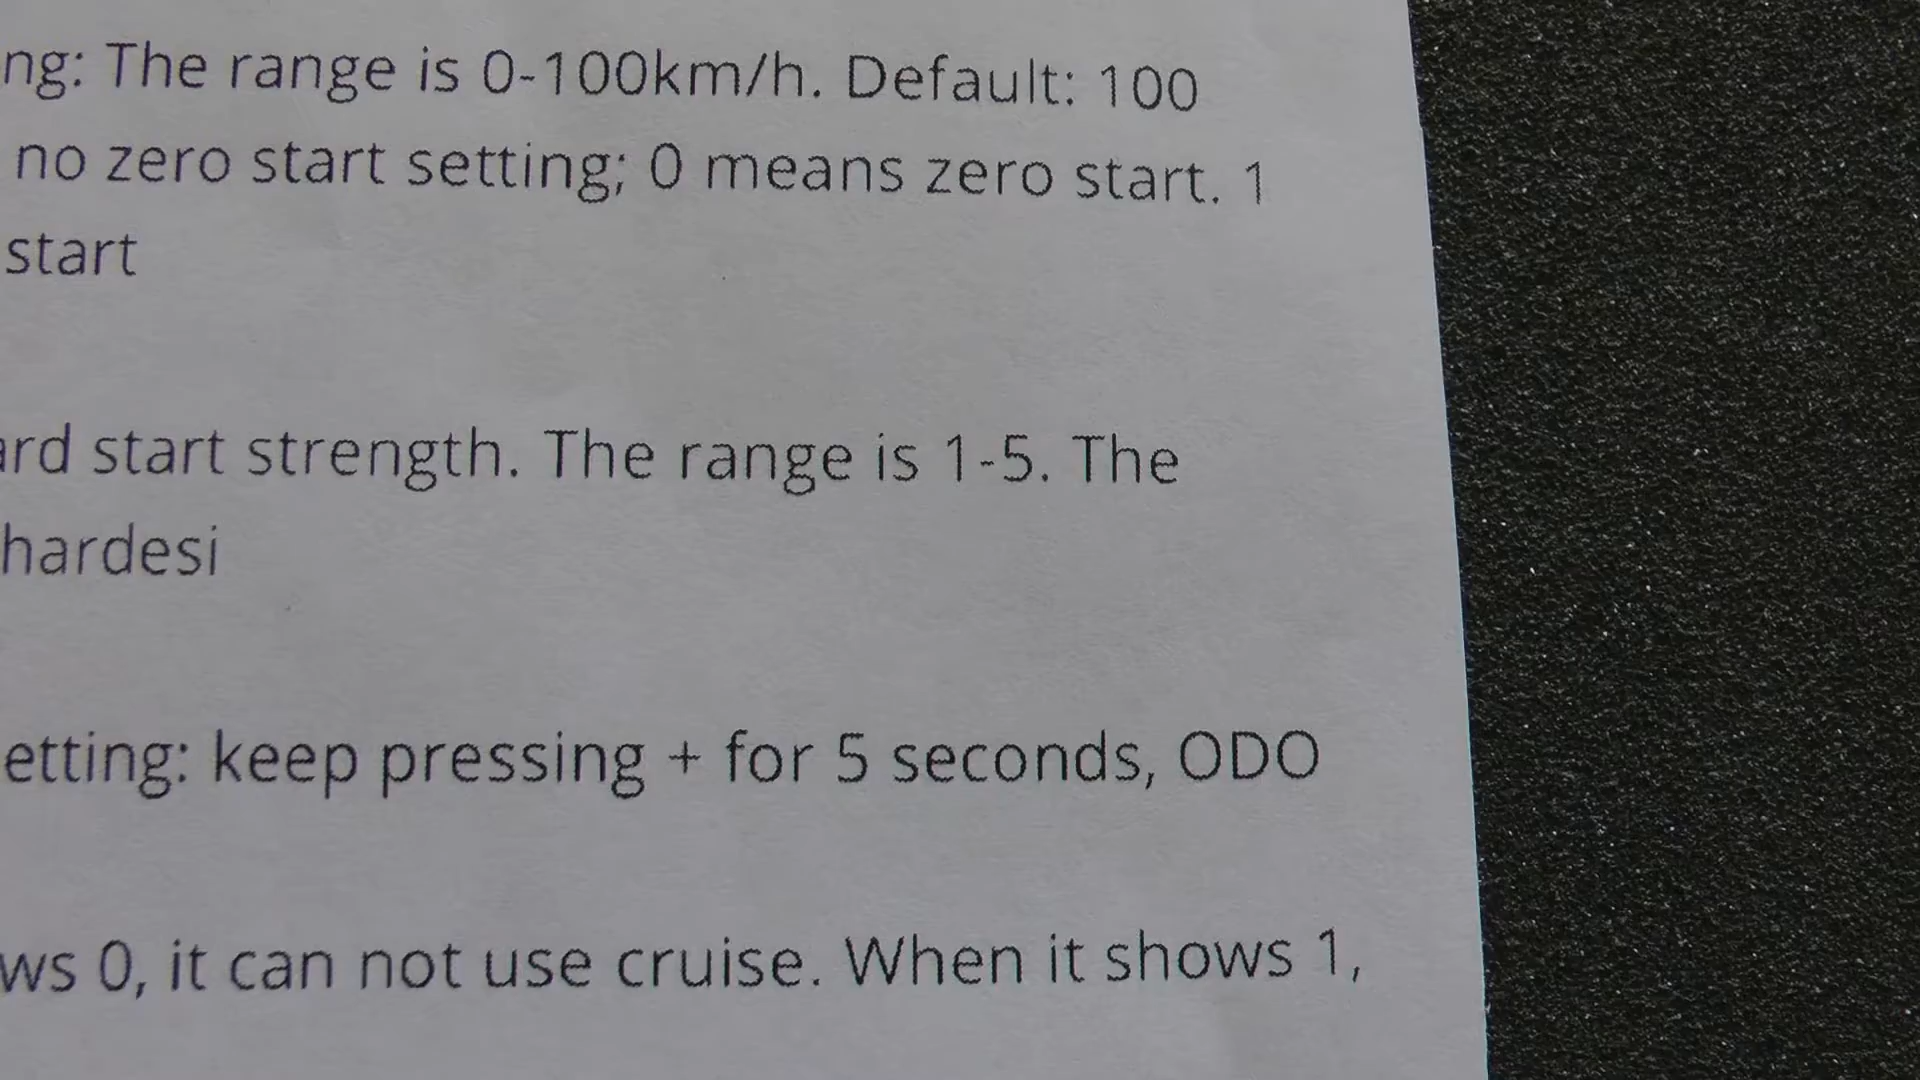 ng: The range is 0-100km/h. Default: 100
no zero start setting; 0 means zero start. 1
start
ard start strength. The range is 1-5. The
hardesi
etting: keep pressing + for 5 seconds, ODO
ws 0, it can not use cruise. When it shows 1,